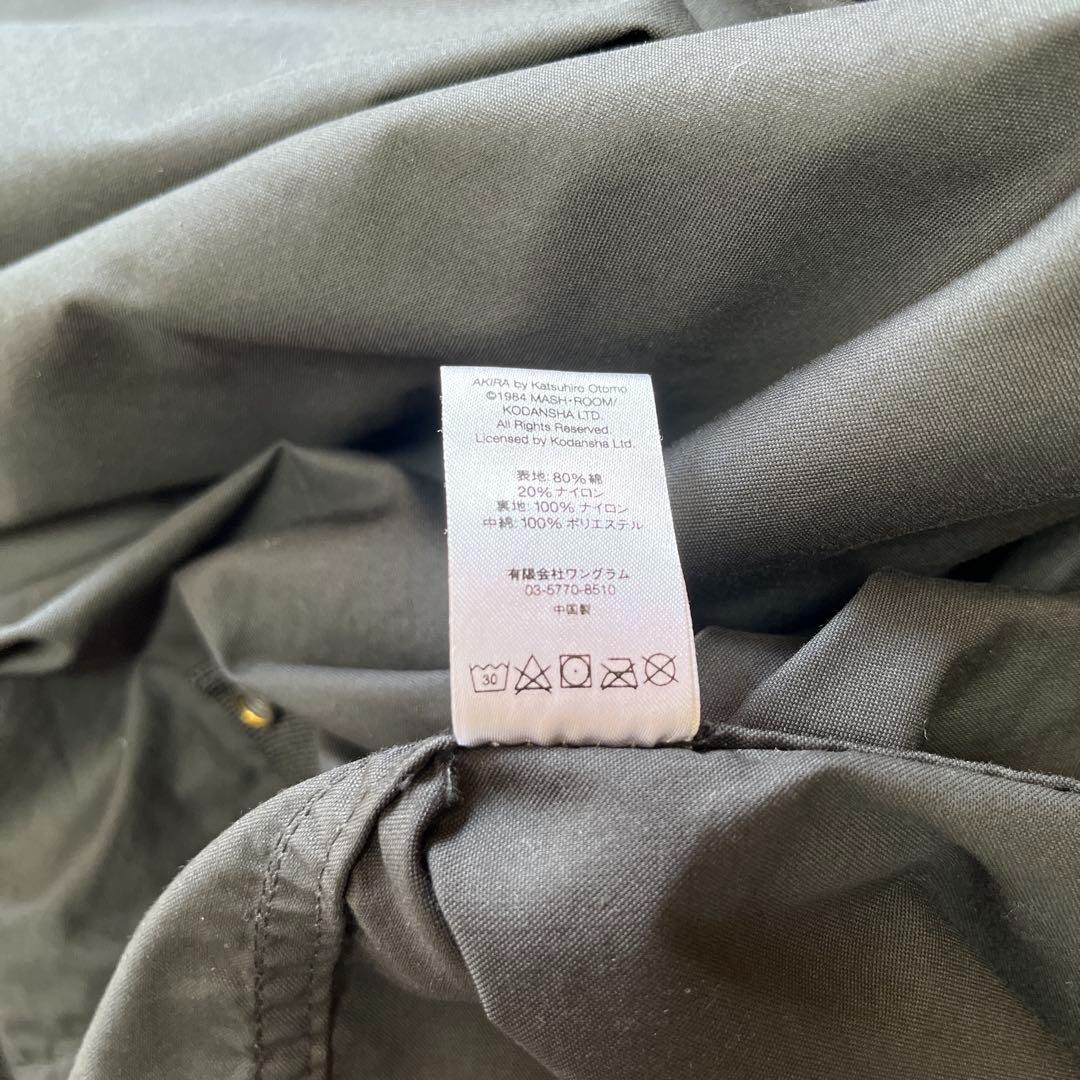 AKIRA by Katsuhiro Otomo
©1984 MASH・ROOM/
KODANSHA LTD.
All Rights Reserved.
Licensed by Kodansha Ltd.
表地: 80% 綿
20% ナイロン
裏地: 100% ナイロン
中綿: 100% ポリエステル
有限会社ワングラム
03-5770-8510
中国製
30